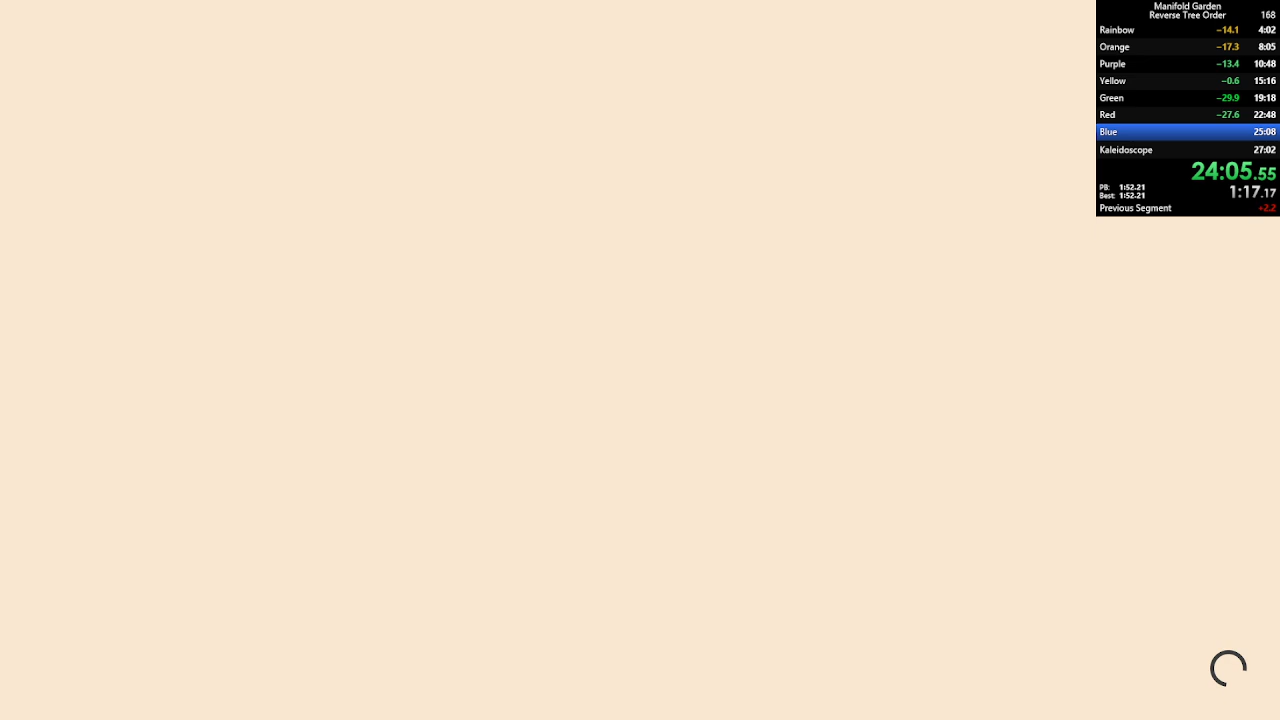 Manifold Garden
Reverse Tree Order 168
Rainbow −14.1 4:02
Orange −17.3 8:05
Purple −13.4 10:48
Yellow −0.6 15:16
Green −29.9 19:18
Red −27.6 22:48
Blue 25:08
Kaleidoscope 27:02
24:05.55
PB: 1:52.21 1:17.17
Best: 1:52.21
Previous Segment +2.2